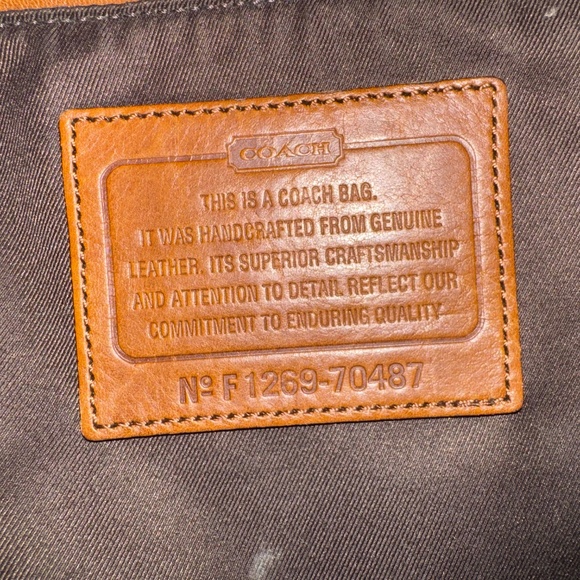 COACH
THIS IS A COACH BAG.
IT WAS HANDCRAFTED FROM GENUINE
LEATHER. ITS SUPERIOR CRAFTSMANSHIP
AND ATTENTION TO DETAIL REFLECT OUR
COMMITMENT TO ENDURING QUALITY
Nº F1269-70487